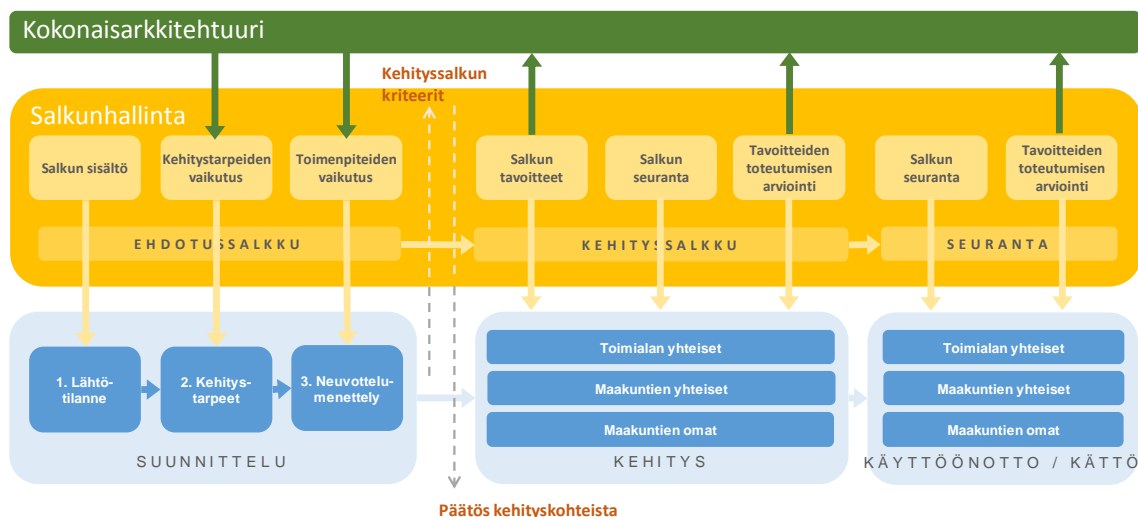 Kokonaisarkkitehtuuri
Kehityssalkun
kriteerit
Salkunhallinta
Salkun sisältö
Kehitystarpeiden
vaikutus
Toimenpiteiden
vaikutus
Salkun
tavoitteet
Salkun
seuranta
Tavoitteiden
toteutumisen
arviointi
Salkun
seuranta
Tavoitteiden
toteutumisen
arviointi
EHDOTUSSALKKU
KEHITYSSALKKU
SEURANTA
1. Lähtö-
tilanne
2. Kehitys-
tarpeet
3. Neuvottelu-
menettely
SUUNNITTELU
Toimialan yhteiset
Maakuntien yhteiset
Maakuntien omat
KEHITYS
Toimialan yhteiset
Maakuntien yhteiset
Maakuntien omat
KÄYTTÖÖNOTTO / KÄTTÖ
Päätös kehityskohteista